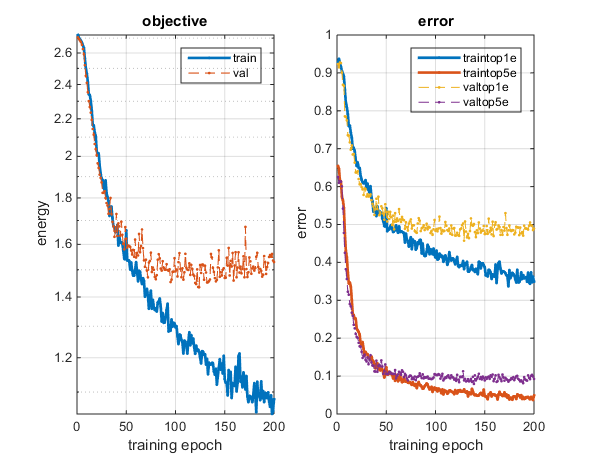 objective
train
val
2.6
2.4
2.2
2
1.8
1.6
1.4
1.2
energy
0
50
100
150
200
training epoch
error
traintop1e
traintop5e
valtop1e
valtop5e
1
0.9
0.8
0.7
0.6
0.5
0.4
0.3
0.2
0.1
0
error
0
50
100
150
200
training epoch